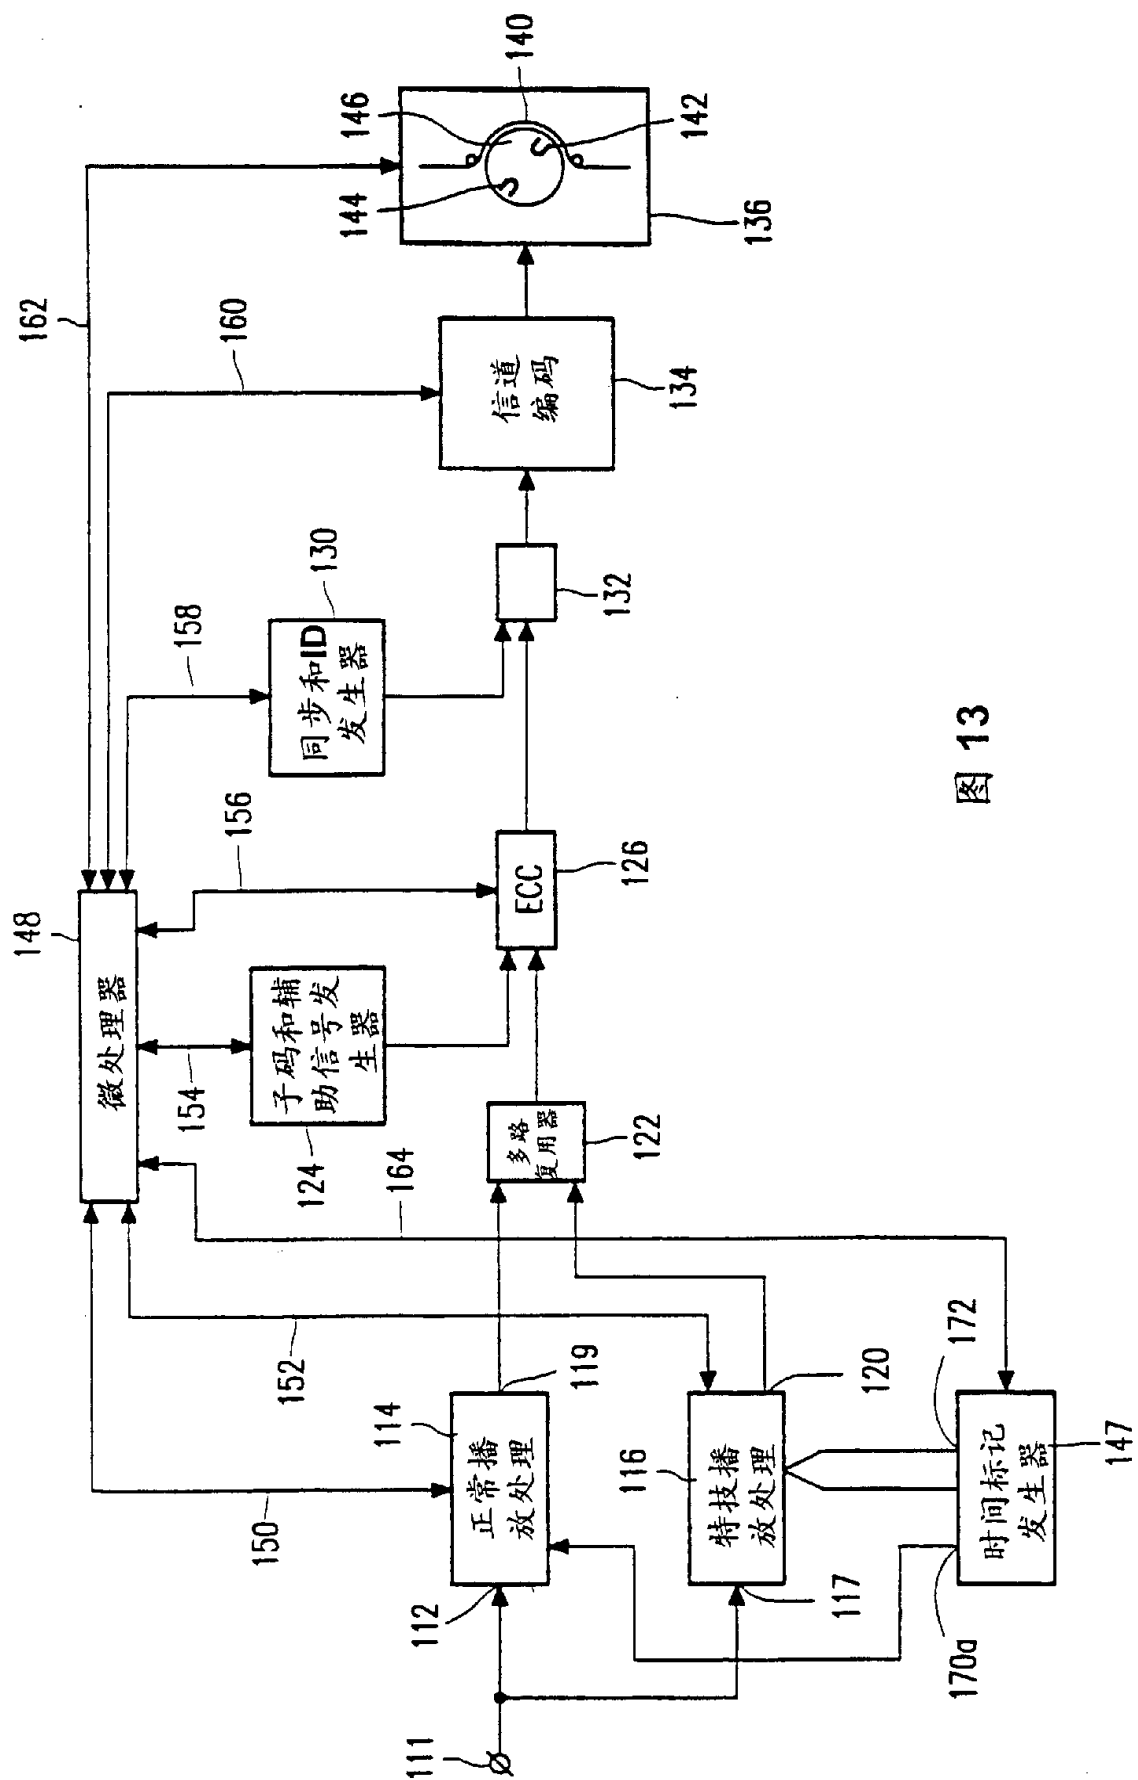 162
160
148
微处理器
158
156
154
164
152
150
130
同步和ID
发生器
124
子码和辅
助信号发
生器
140
146
142
144
136
信道
编码
134
132
ECC
126
多路
复用器
122
119
114
正常播
放处理
112
111
116
特技播
放处理
120
117
172
时间标记
发生器
147
170a
图 13